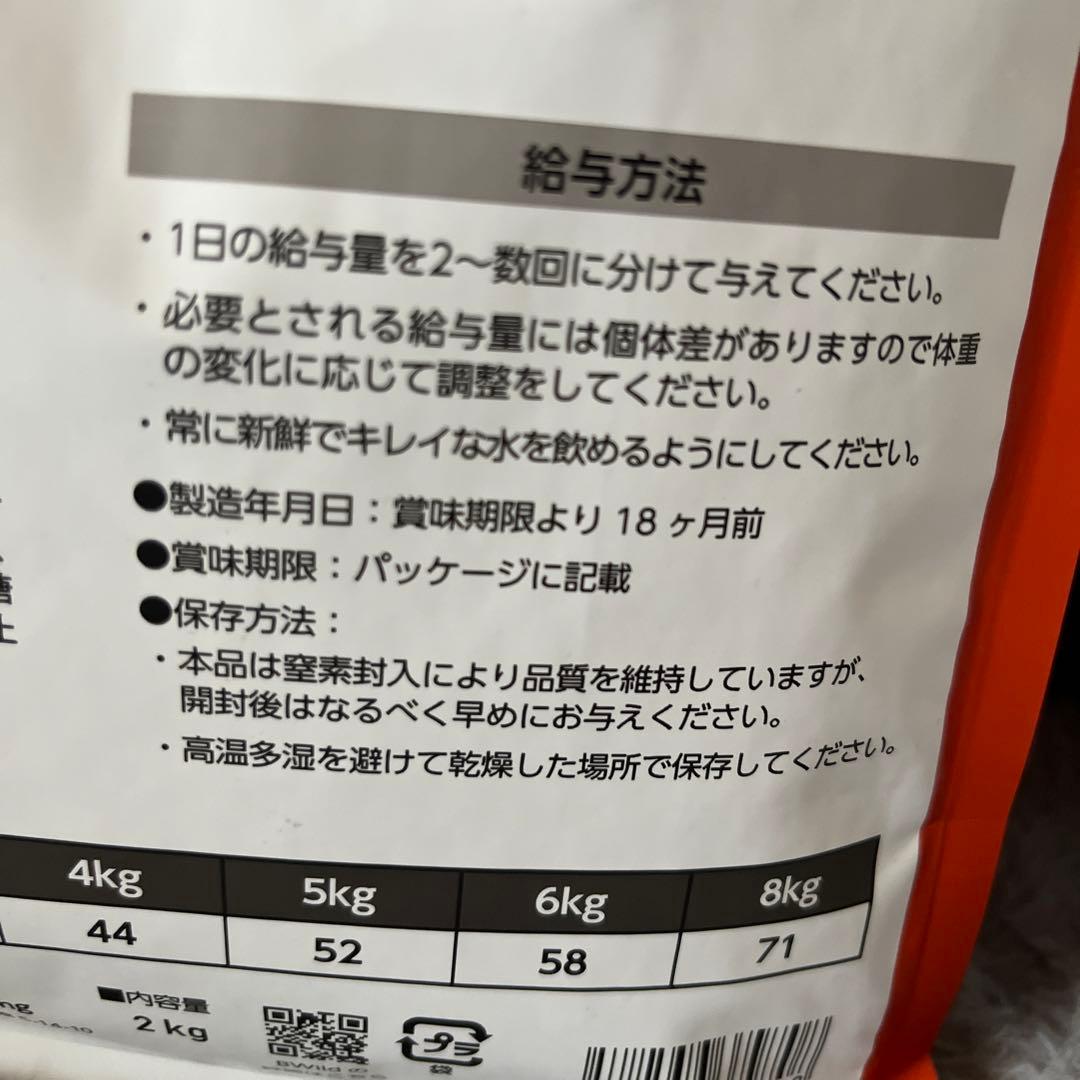 給与方法
・1日の給与量を2〜数回に分けて与えてください。
・必要とされる給与量には個体差がありますので体重
の変化に応じて調整をしてください。
・常に新鮮でキレイな水を飲めるようにしてください。
●製造年月日：賞味期限より18ヶ月前
●賞味期限：パッケージに記載
●保存方法：
・本品は窒素封入により品質を維持していますが、
開封後はなるべく早めにお与えください。
・高温多湿を避けて乾燥した場所で保存してください。
糖
4kg 5kg 6kg 8kg
44 52 58 71
■内容量
2kg
プラ
袋
BWildの